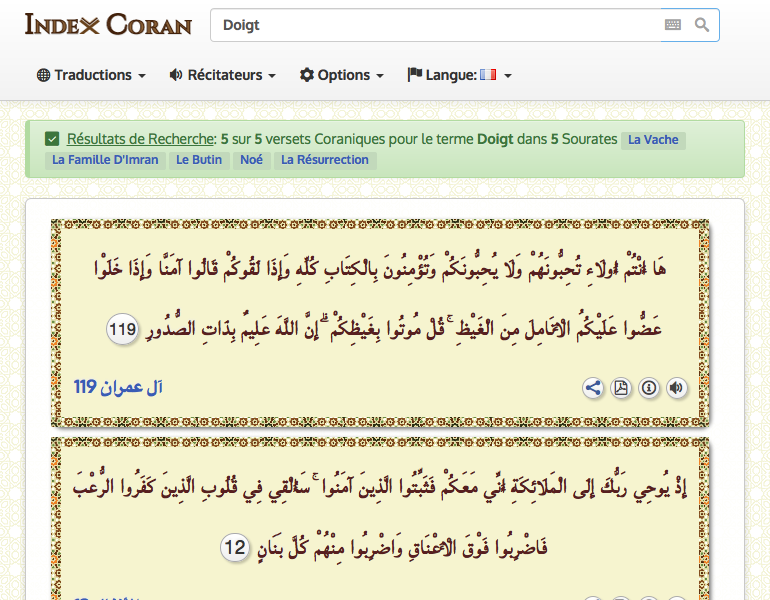 Index Coran
Doigt
Traductions Récitateurs Options Langue:
Résultats de Recherche: 5 sur 5 versets Coraniques pour le terme Doigt dans 5 Sourates La Vache
La Famille D'Imran Le Butin Noé La Résurrection
هَا أَنْتُمْ أُولَاءِ تُحِبُّونَهُمْ وَلَا يُحِبُّونَكُمْ وَتُؤْمِنُونَ بِالْكِتَابِ كُلِّهِ وَإِذَا لَقُوكُمْ قَالُوا آمَنَّا وَإِذَا خَلَوْا
عَضُّوا عَلَيْكُمُ الْأَنَامِلَ مِنَ الْغَيْظِ ۚ قُلْ مُوتُوا بِغَيْظِكُمْ ۗ إِنَّ اللَّهَ عَلِيمٌ بِذَاتِ الصُّدُورِ 119
آل عمران 119
إِذْ يُوحِي رَبُّكَ إِلَى الْمَلَائِكَةِ أَنِّي مَعَكُمْ فَثَبِّتُوا الَّذِينَ آمَنُوا ۚ سَأُلْقِي فِي قُلُوبِ الَّذِينَ كَفَرُوا الرُّعْبَ
فَاضْرِبُوا فَوْقَ الْأَعْنَاقِ وَاضْرِبُوا مِنْهُمْ كُلَّ بَنَانٍ 12